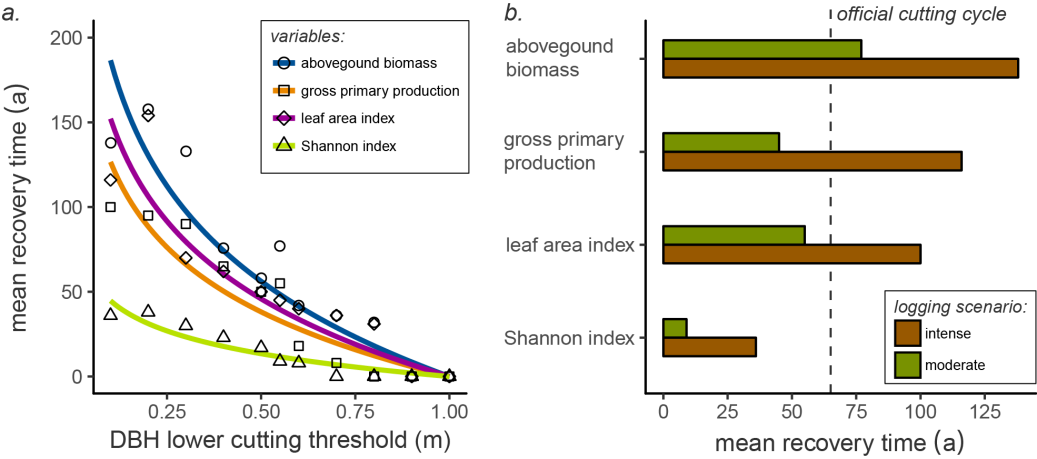 a.
variables:
abovegound biomass
gross primary production
leaf area index
Shannon index
mean recovery time (a)
200
150
100
50
0
0.25
0.50
0.75
1.00
DBH lower cutting threshold (m)
b.
official cutting cycle
abovegound
biomass
gross primary
production
leaf area index
Shannon index
logging scenario:
intense
moderate
0
25
50
75
100
125
mean recovery time (a)